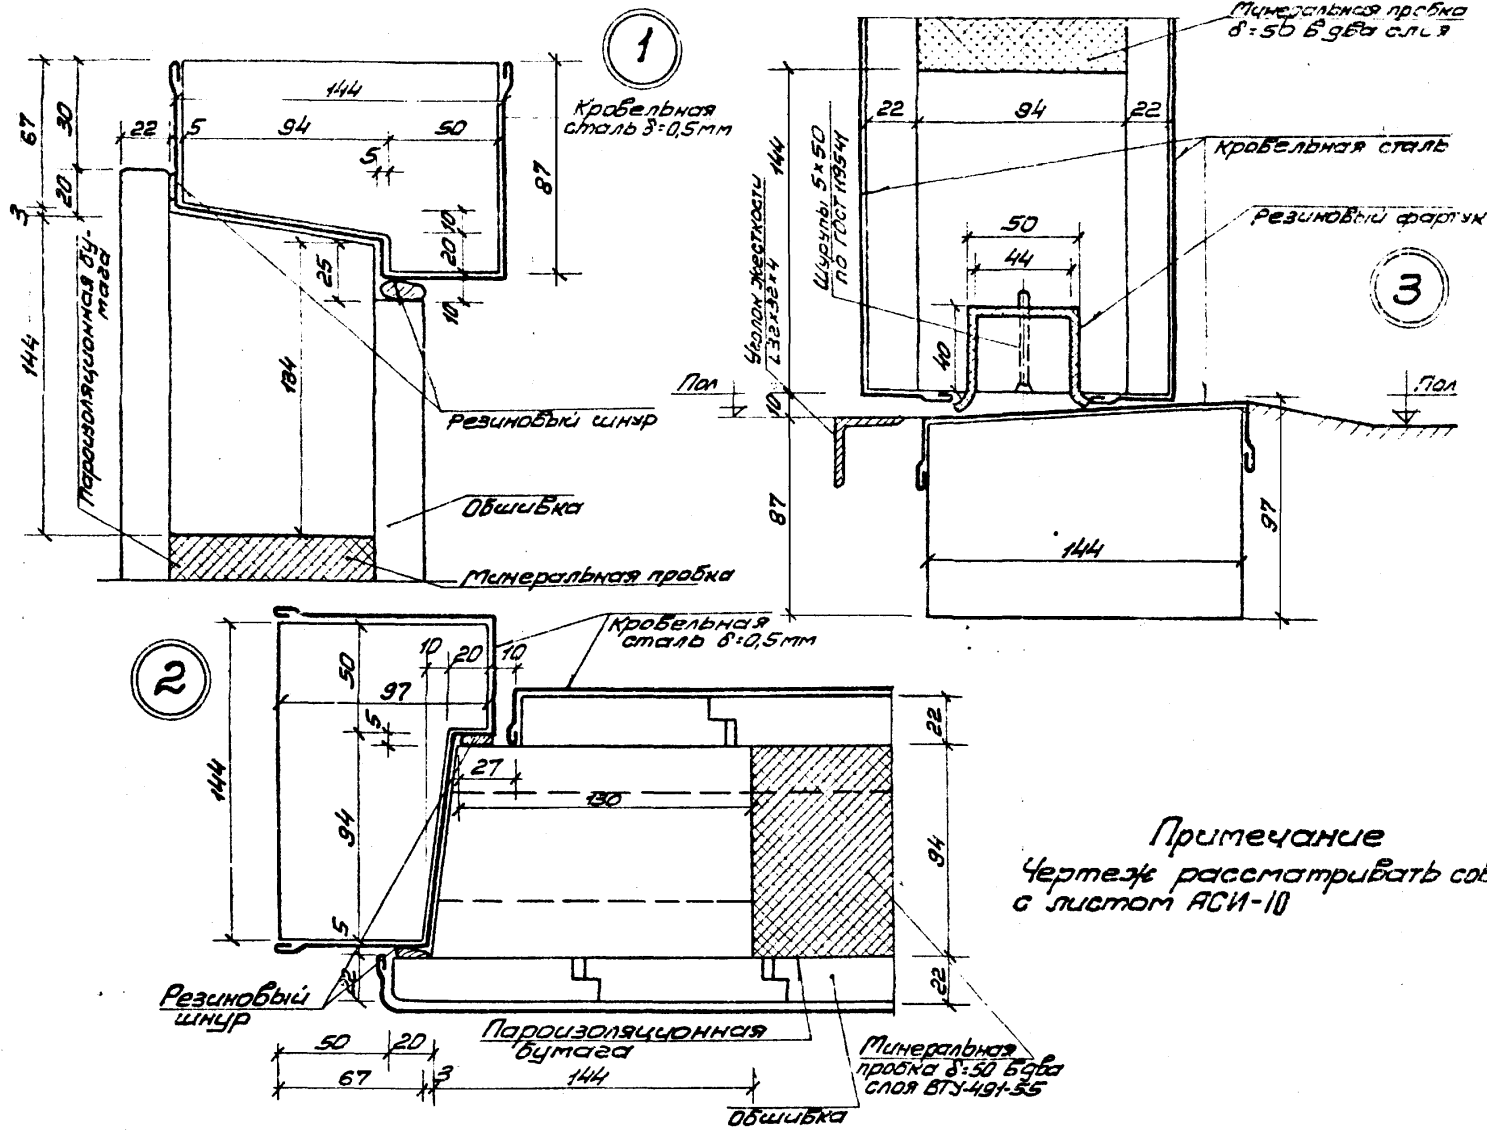 1
Кровельная
сталь δ=0,5мм
144
22
5
94
50
5
67
30
20
3
144
87
10
20
25
10
134
Пароизоляционная бу-
мага
Резиновый шнур
Обшивка
Минеральная пробка
Минеральная пробка
δ=50 в два слоя
144
22
94
22
Кровельная сталь
Резиновый фартук
Шурупы 5×50
по ГОСТ
Уголок жесткости
L32×32×4
50
44
40
3
Пол
10
Пол
87
97
144
2
Кровельная
сталь δ=0,5мм
10
20
10
50
97
5
144
94
5
27
130
22
94
22
Резиновый
шнур
50
20
67
3
144
Пароизоляционная
бумага
Минеральная
пробка δ=50 в два
слоя ВТУ-491-55
Обшивка
Примечание
Чертеж рассматривать сов
с листом АСИ-10